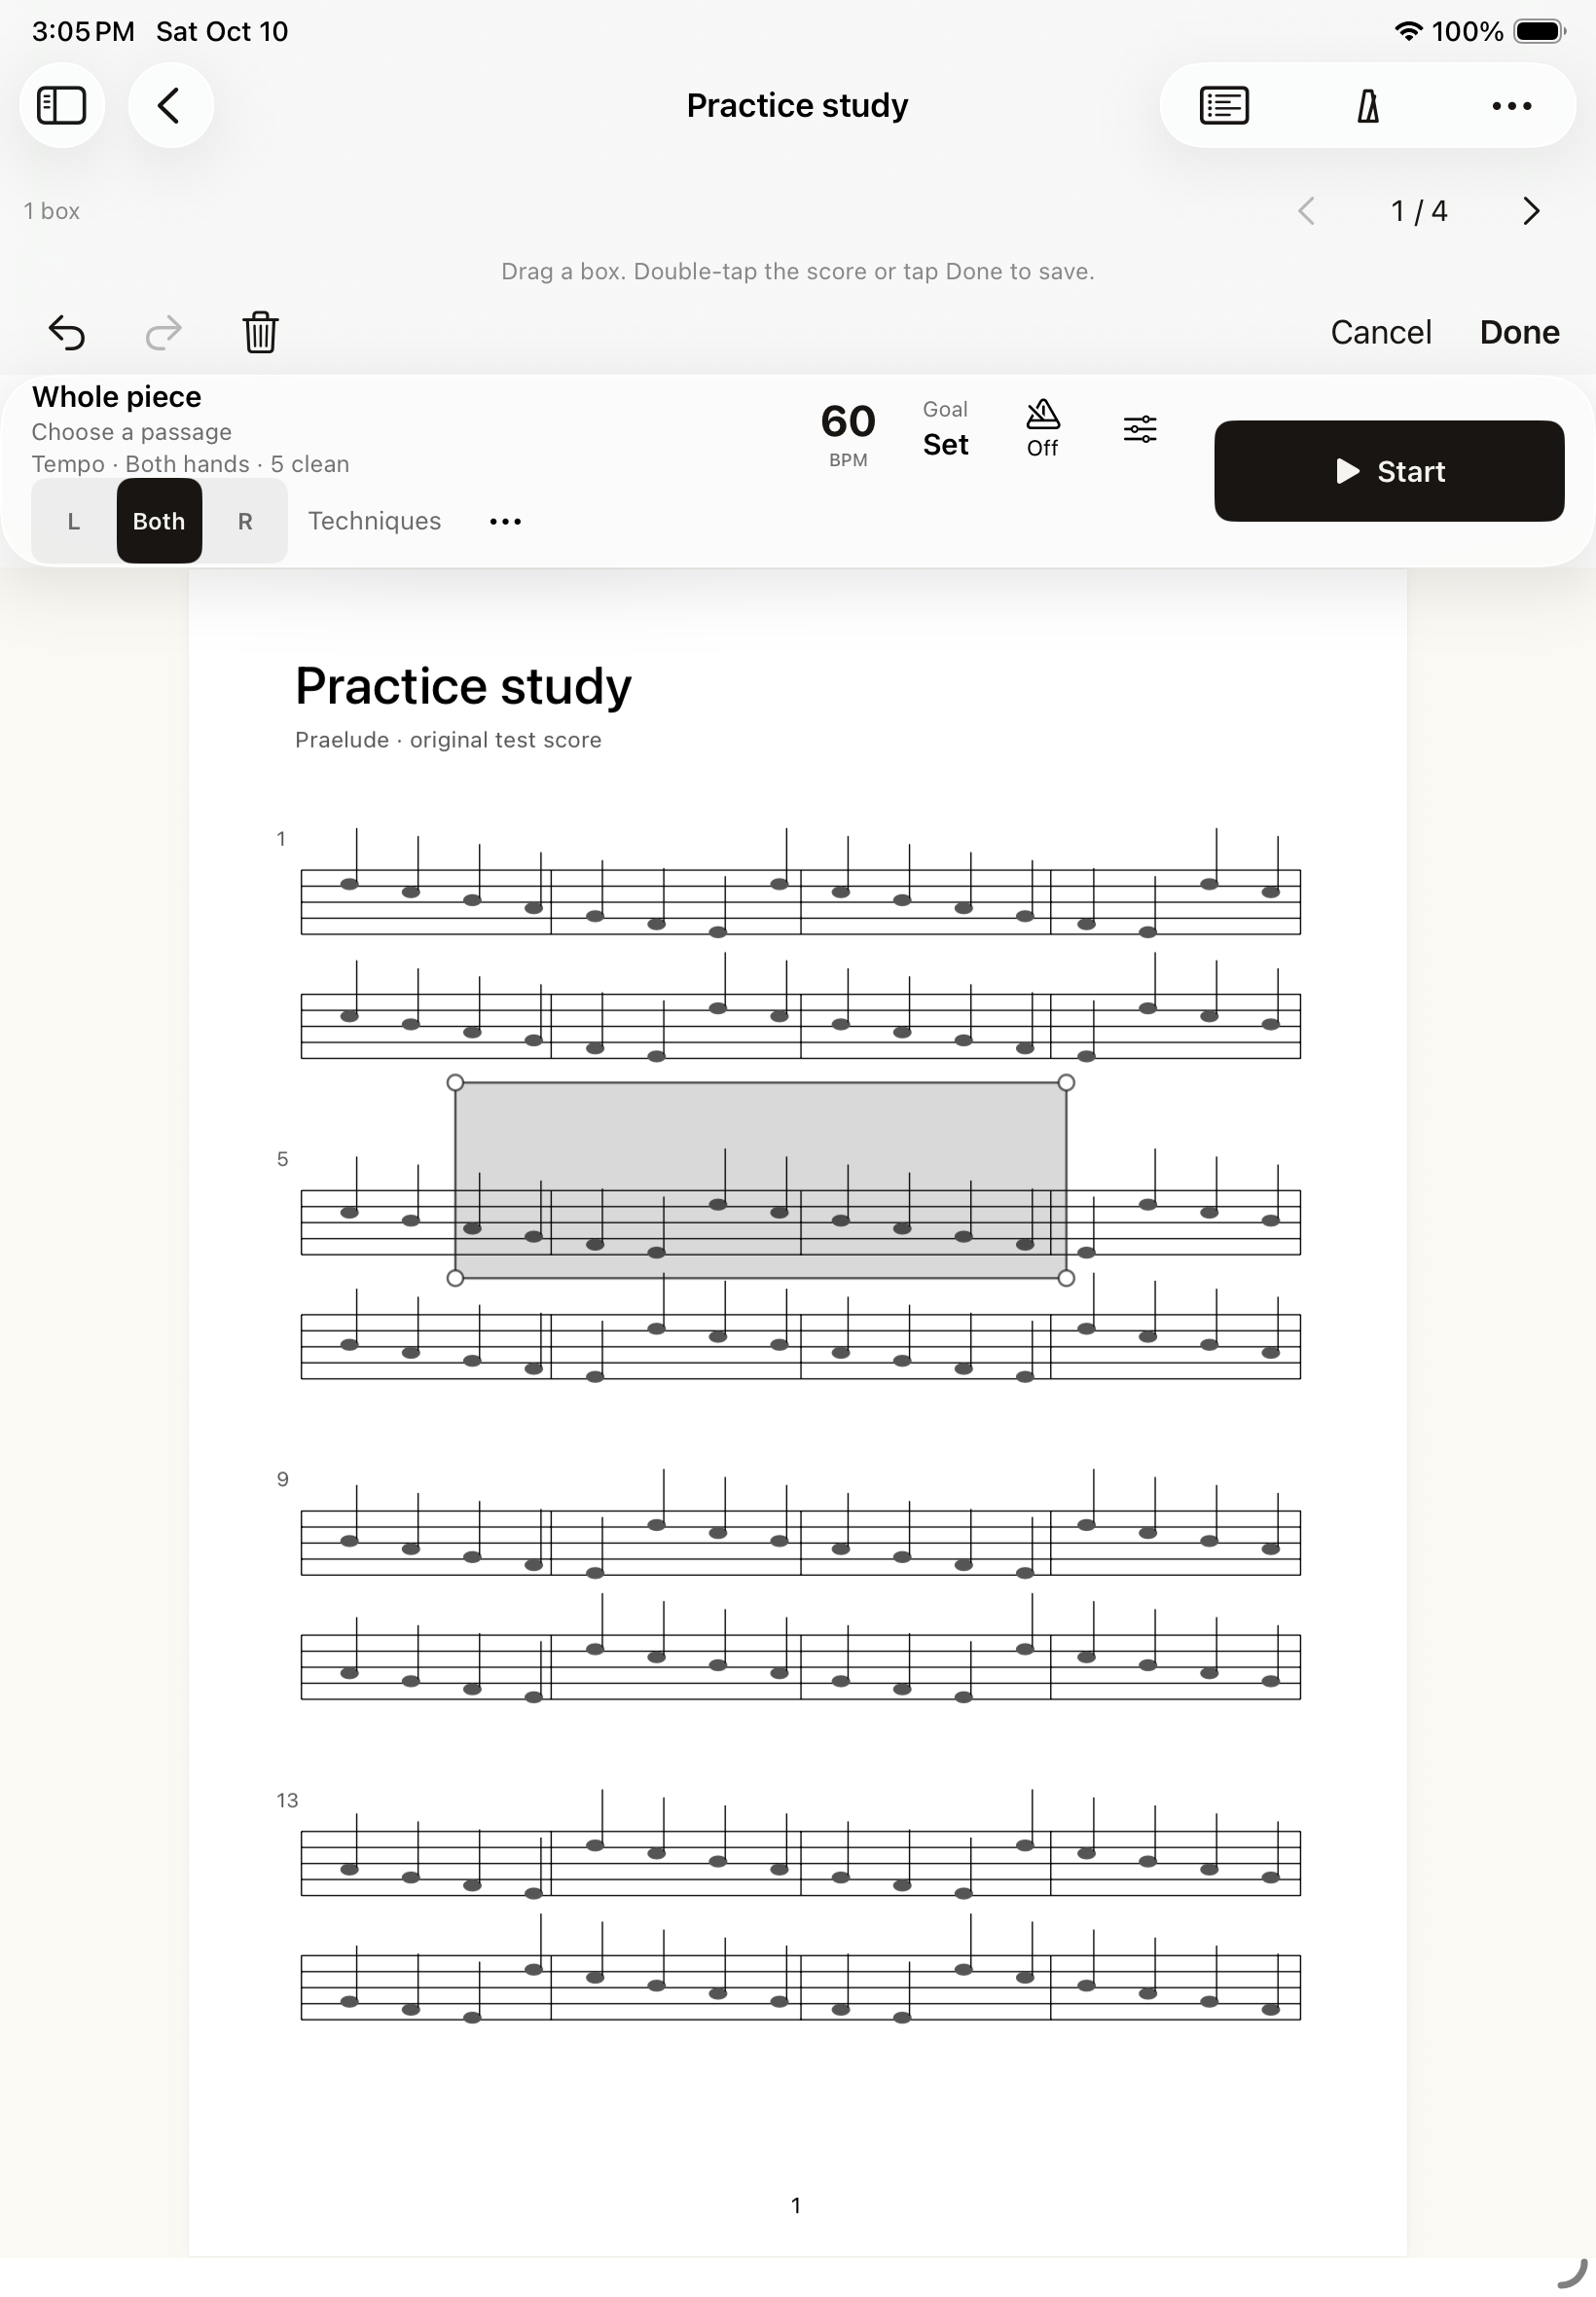 3:05 PM Sat Oct 10 100%
Practice study
1 box 1 / 4
Drag a box. Double-tap the score or tap Done to save.
Cancel Done
Whole piece
Choose a passage
Tempo · Both hands · 5 clean
60 BPM
Goal Set
Off
Start
L Both R Techniques
Practice study
Praelude · original test score
1
5
9
13
1